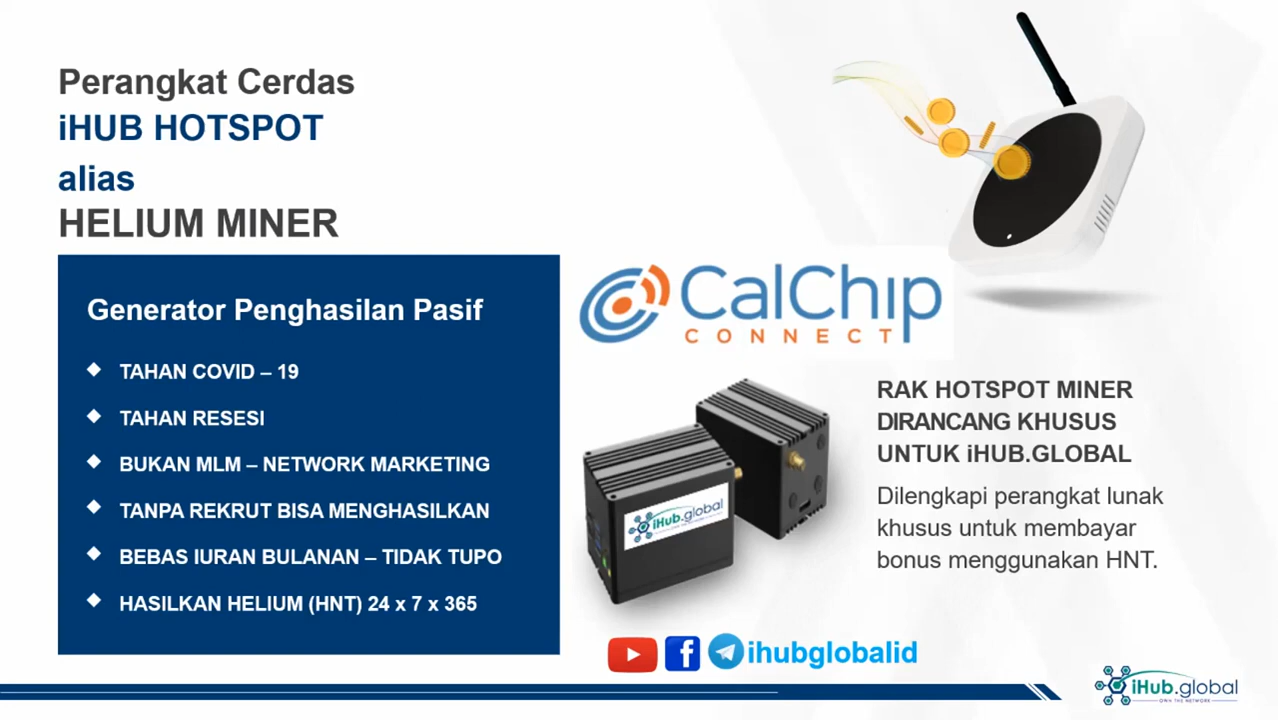 Perangkat Cerdas
iHUB HOTSPOT
alias
HELIUM MINER
Generator Penghasilan Pasif
TAHAN COVID – 19
TAHAN RESESI
BUKAN MLM – NETWORK MARKETING
TANPA REKRUT BISA MENGHASILKAN
BEBAS IURAN BULANAN – TIDAK TUPO
HASILKAN HELIUM (HNT) 24 x 7 x 365
CalChip
CONNECT
iHub.global
RAK HOTSPOT MINER
DIRANCANG KHUSUS
UNTUK iHUB.GLOBAL
Dilengkapi perangkat lunak
khusus untuk membayar
bonus menggunakan HNT.
ihubglobalid
iHub.global
OWN THE NETWORK